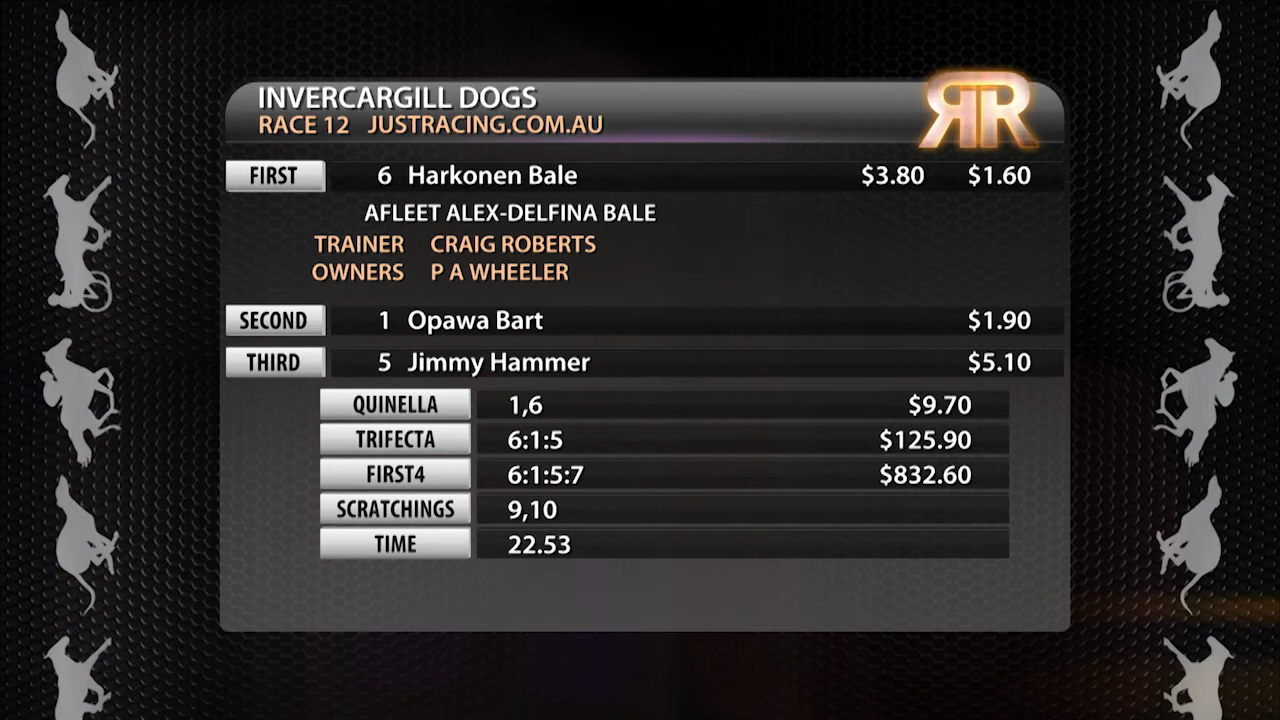 INVERCARGILL DOGS
RACE 12 JUSTRACING.COM.AU
RR
FIRST 6 Harkonen Bale $3.80 $1.60
AFLEET ALEX-DELFINA BALE
TRAINER CRAIG ROBERTS
OWNERS P A WHEELER
SECOND 1 Opawa Bart $1.90
THIRD 5 Jimmy Hammer $5.10
QUINELLA 1,6 $9.70
TRIFECTA 6:1:5 $125.90
FIRST4 6:1:5:7 $832.60
SCRATCHINGS 9,10
TIME 22.53